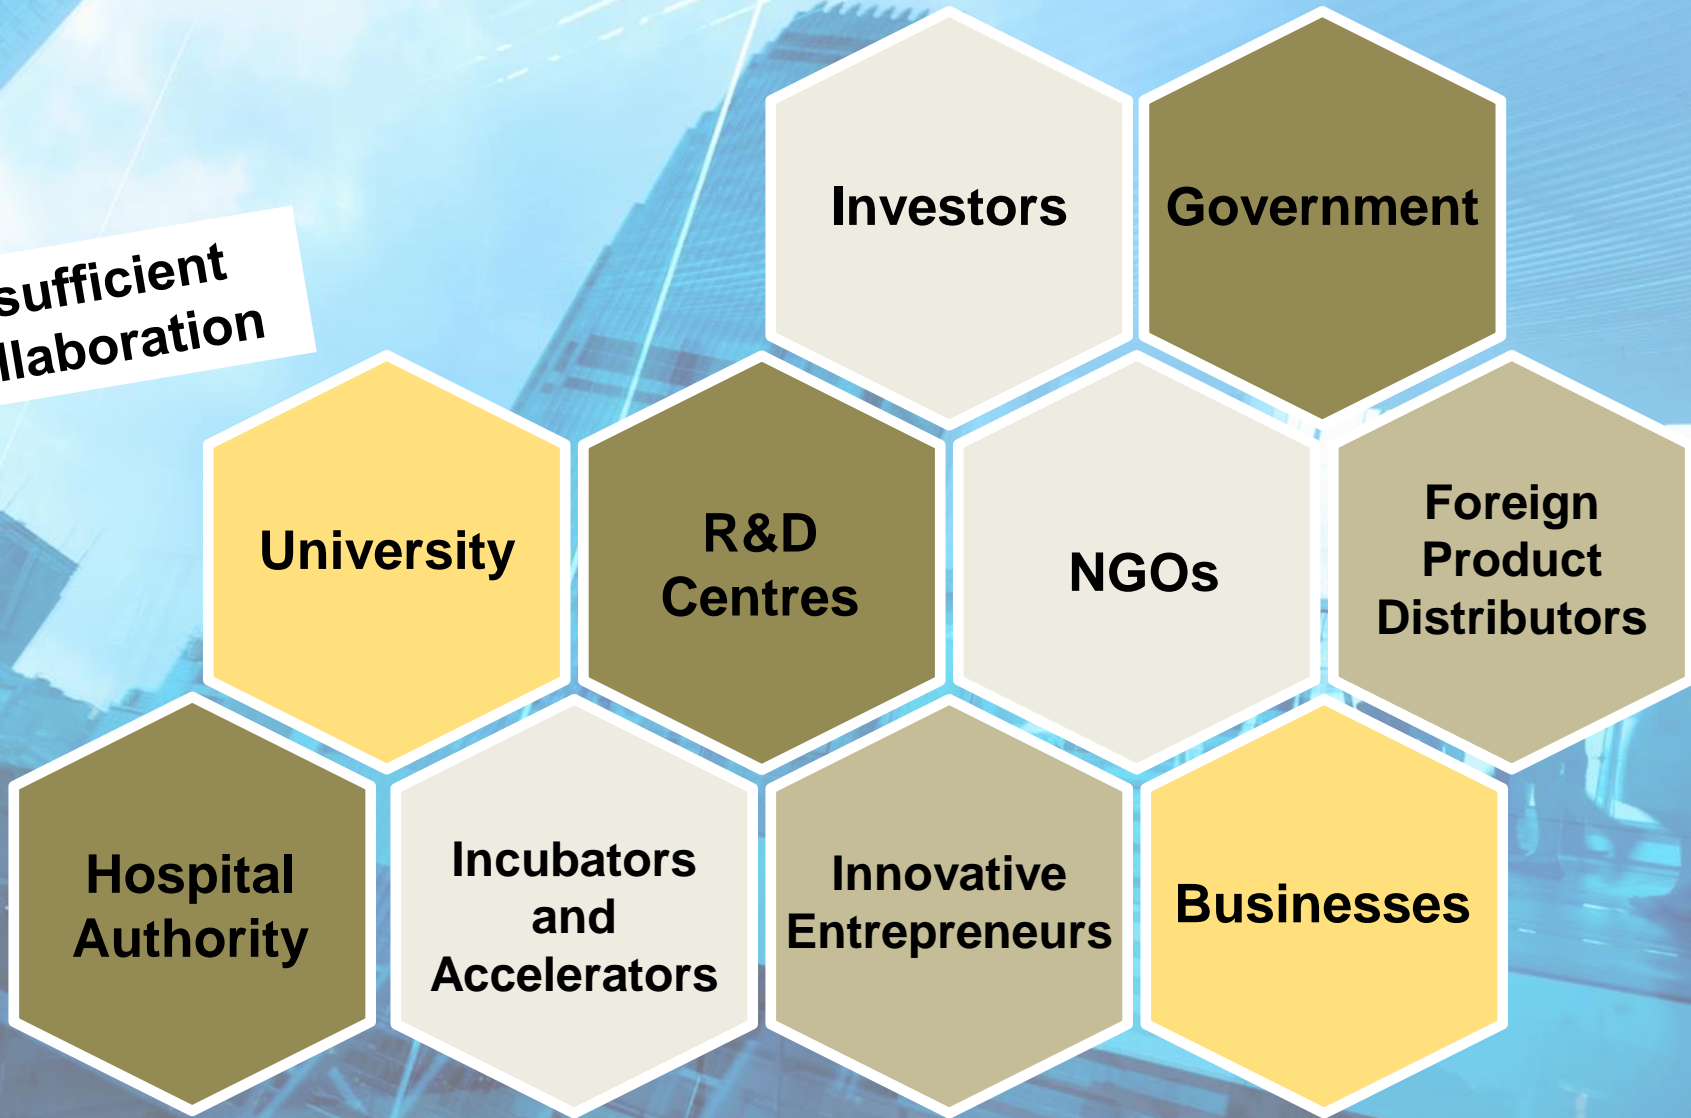 Investors
Government
sufficient
llaboration
University
R&D
Centres
NGOs
Foreign
Product
Distributors
Hospital
Authority
Incubators
and
Accelerators
Innovative
Entrepreneurs
Businesses